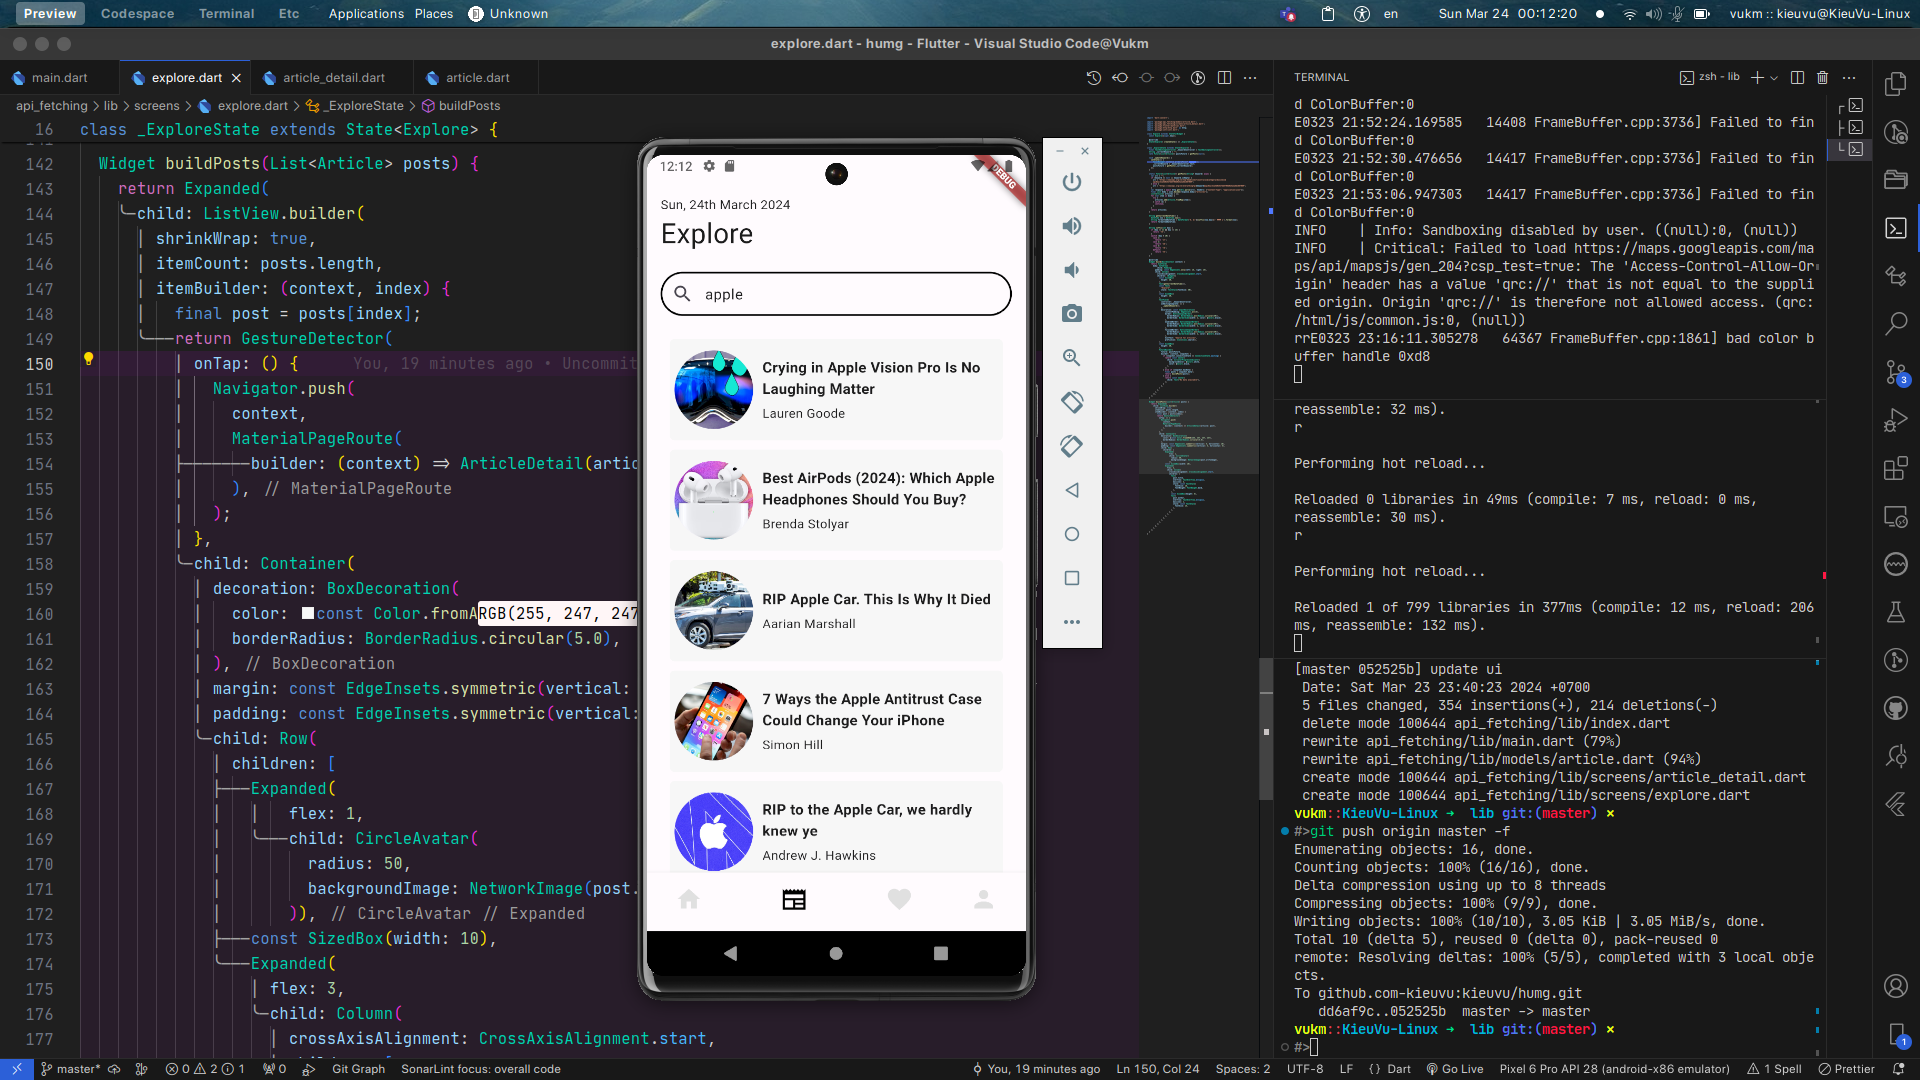 Preview Codespace Terminal Etc Applications Places Unknown
en Sun Mar 24 00:12:20 vukm :: kieuvu@KieuVu-Linux
explore.dart - humg - Flutter - Visual Studio Code@Vukm
main.dart explore.dart article_detail.dart article.dart
api_fetching > lib > screens > explore.dart > _ExploreState > buildPosts
16 class _ExploreState extends State<Explore> {
142 Widget buildPosts(List<Article> posts) {
143 return Expanded(
144 child: ListView.builder(
145 shrinkWrap: true,
146 itemCount: posts.length,
147 itemBuilder: (context, index) {
148 final post = posts[index];
149 return GestureDetector(
150 onTap: () { You, 19 minutes ago • Uncommit
151 Navigator.push(
152 context,
153 MaterialPageRoute(
154 builder: (context) => ArticleDetail(artic
155 ), // MaterialPageRoute
156 );
157 },
158 child: Container(
159 decoration: BoxDecoration(
160 color: const Color.fromARGB(255, 247, 247
161 borderRadius: BorderRadius.circular(5.0),
162 ), // BoxDecoration
163 margin: const EdgeInsets.symmetric(vertical:
164 padding: const EdgeInsets.symmetric(vertical:
165 child: Row(
166 children: [
167 Expanded(
168 flex: 1,
169 child: CircleAvatar(
170 radius: 50,
171 backgroundImage: NetworkImage(post.
172 )), // CircleAvatar // Expanded
173 const SizedBox(width: 10),
174 Expanded(
175 flex: 3,
176 child: Column(
177 crossAxisAlignment: CrossAxisAlignment.start,
12:12
DEBUG
Sun, 24th March 2024
Explore
apple
Crying in Apple Vision Pro Is No
Laughing Matter
Lauren Goode
Best AirPods (2024): Which Apple
Headphones Should You Buy?
Brenda Stolyar
RIP Apple Car. This Is Why It Died
Aarian Marshall
7 Ways the Apple Antitrust Case
Could Change Your iPhone
Simon Hill
RIP to the Apple Car, we hardly
knew ye
Andrew J. Hawkins
TERMINAL
zsh - lib
d ColorBuffer:0
E0323 21:52:24.169585 14408 FrameBuffer.cpp:3736] Failed to fin
d ColorBuffer:0
E0323 21:52:30.476656 14417 FrameBuffer.cpp:3736] Failed to fin
d ColorBuffer:0
E0323 21:53:06.947303 14417 FrameBuffer.cpp:3736] Failed to fin
d ColorBuffer:0
INFO | Info: Sandboxing disabled by user. ((null):0, (null))
INFO | Critical: Failed to load https://maps.googleapis.com/ma
ps/api/mapsjs/gen_204?csp_test=true: The 'Access-Control-Allow-Or
igin' header has a value 'qrc://' that is not equal to the suppli
ed origin. Origin 'qrc://' is therefore not allowed access. (qrc:
/html/js/common.js:0, (null))
rrE0323 23:16:11.305278 64367 FrameBuffer.cpp:1861] bad color b
uffer handle 0xd8
reassemble: 32 ms).
r
Performing hot reload...
Reloaded 0 libraries in 49ms (compile: 7 ms, reload: 0 ms,
reassemble: 30 ms).
r
Performing hot reload...
Reloaded 1 of 799 libraries in 377ms (compile: 12 ms, reload: 206
ms, reassemble: 132 ms).
[master 052525b] update ui
Date: Sat Mar 23 23:40:23 2024 +0700
5 files changed, 354 insertions(+), 214 deletions(-)
delete mode 100644 api_fetching/lib/index.dart
rewrite api_fetching/lib/main.dart (79%)
rewrite api_fetching/lib/models/article.dart (94%)
create mode 100644 api_fetching/lib/screens/article_detail.dart
create mode 100644 api_fetching/lib/screens/explore.dart
vukm::KieuVu-Linux → lib git:(master) ×
#>git push origin master -f
Enumerating objects: 16, done.
Counting objects: 100% (16/16), done.
Delta compression using up to 8 threads
Compressing objects: 100% (9/9), done.
Writing objects: 100% (10/10), 3.05 KiB | 3.05 MiB/s, done.
Total 10 (delta 5), reused 0 (delta 0), pack-reused 0
remote: Resolving deltas: 100% (5/5), completed with 3 local obje
cts.
To github.com-kieuvu:kieuvu/humg.git
dd6af9c..052525b master -> master
vukm::KieuVu-Linux → lib git:(master) ×
#>
3
1
master* 0 2 1 0 Git Graph SonarLint focus: overall code You, 19 minutes ago Ln 150, Col 24 Spaces: 2 UTF-8 LF {} Dart Go Live Pixel 6 Pro API 28 (android-x86 emulator) 1 Spell Prettier